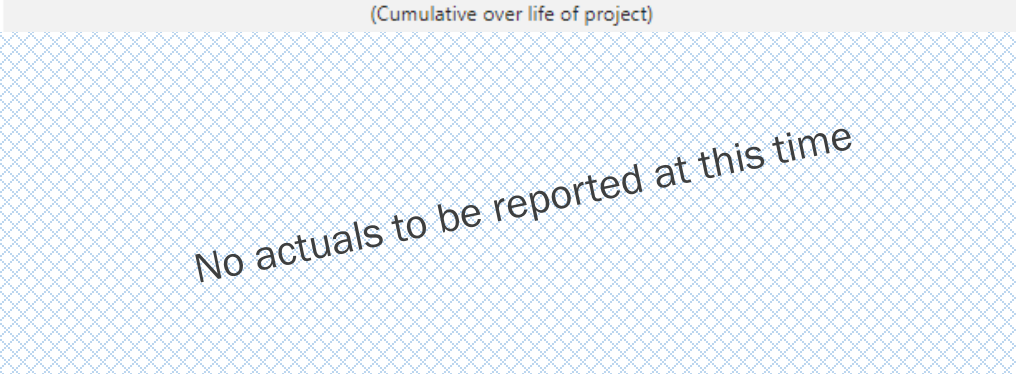 (Cumulative over life of project)
No actuals to be reported at this time